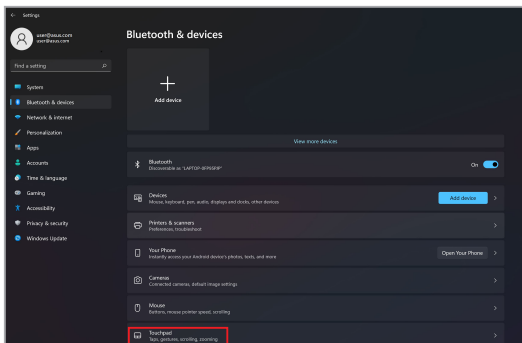 Settings
user@asus.com
user@asus.com
Find a setting
System
Bluetooth & devices
Network & internet
Personalization
Apps
Accounts
Time & language
Gaming
Accessibility
Privacy & security
Windows Update
Bluetooth & devices
Add device
View more devices
Bluetooth
Discoverable as
On
Devices
Mouse, keyboard, pen, audio, displays and docks, other devices
Add device
Printers & scanners
Preferences, troubleshoot
Your Phone
Instantly access your Android device's photos, texts, and more
Open Your Phone
Cameras
Connected cameras, default image settings
Mouse
Buttons, mouse pointer speed, scrolling
Touchpad
Taps, gestures, scrolling, zooming